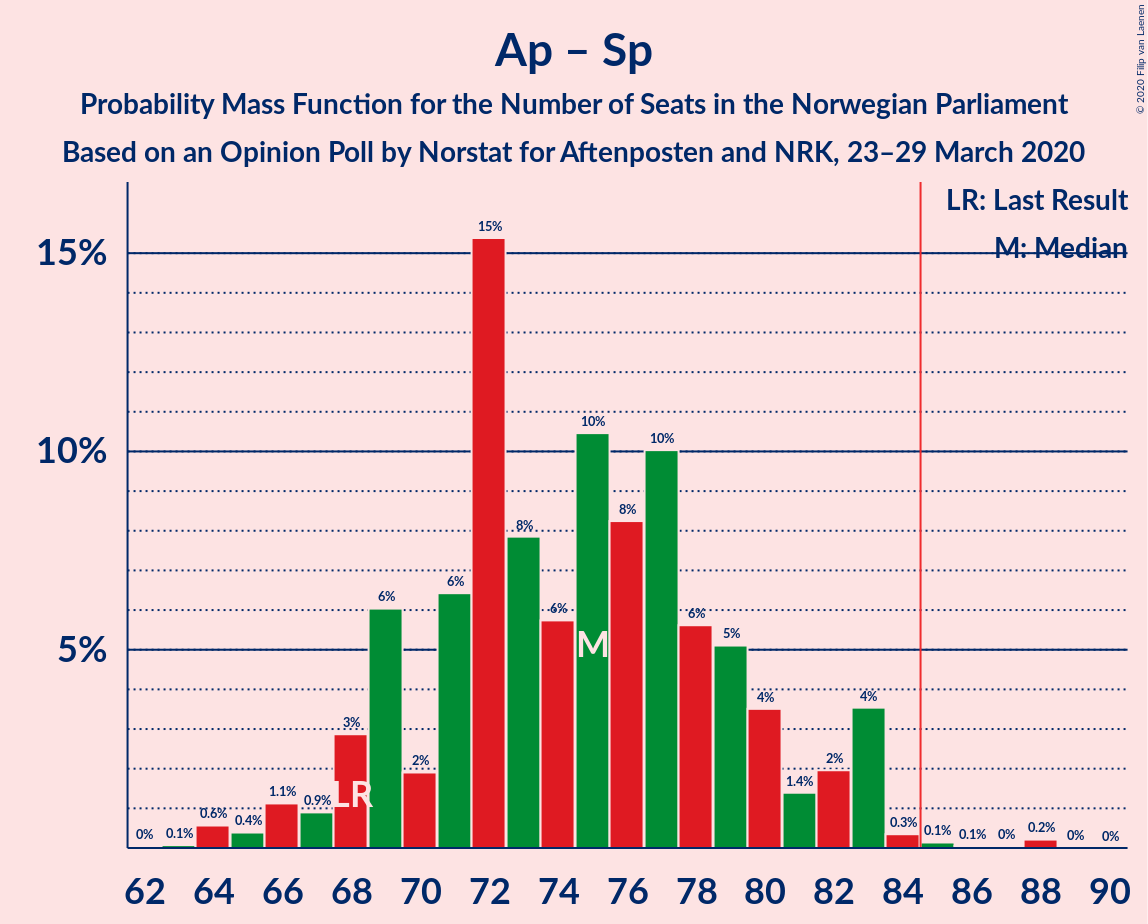 © 2020 Filip van Laenen
Ap – Sp
Probability Mass Function for the Number of Seats in the Norwegian Parliament
Based on an Opinion Poll by Norstat for Aftenposten and NRK, 23–29 March 2020
LR: Last Result
M: Median
15%
10%
5%
0% 0.1% 0.6% 0.4% 1.1% 0.9% 3% 6% 2% 6% 15% 8% 6% 10% 8% 10% 6% 5% 4% 1.4% 2% 4% 0.3% 0.1% 0.1% 0% 0.2% 0% 0%
M
LR
62 64 66 68 70 72 74 76 78 80 82 84 86 88 90